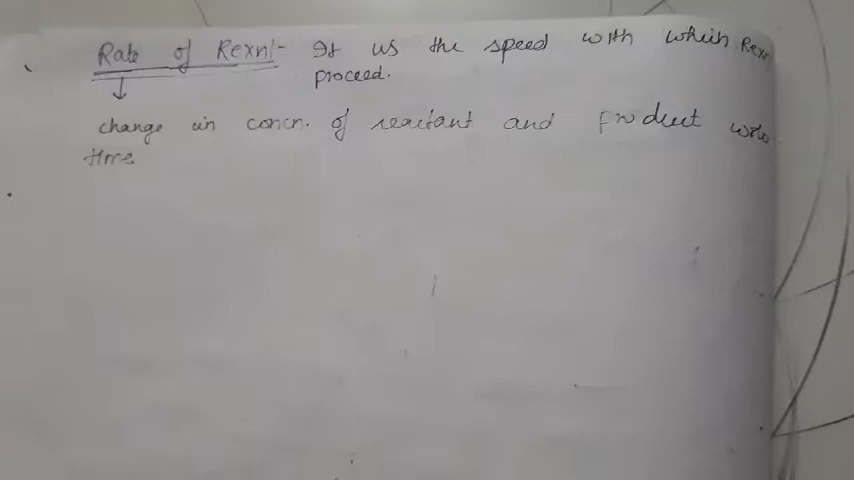 Rate of Rexn:- It is the speed with which Rexn
proceed.
change in concn. of reactant and product with
time